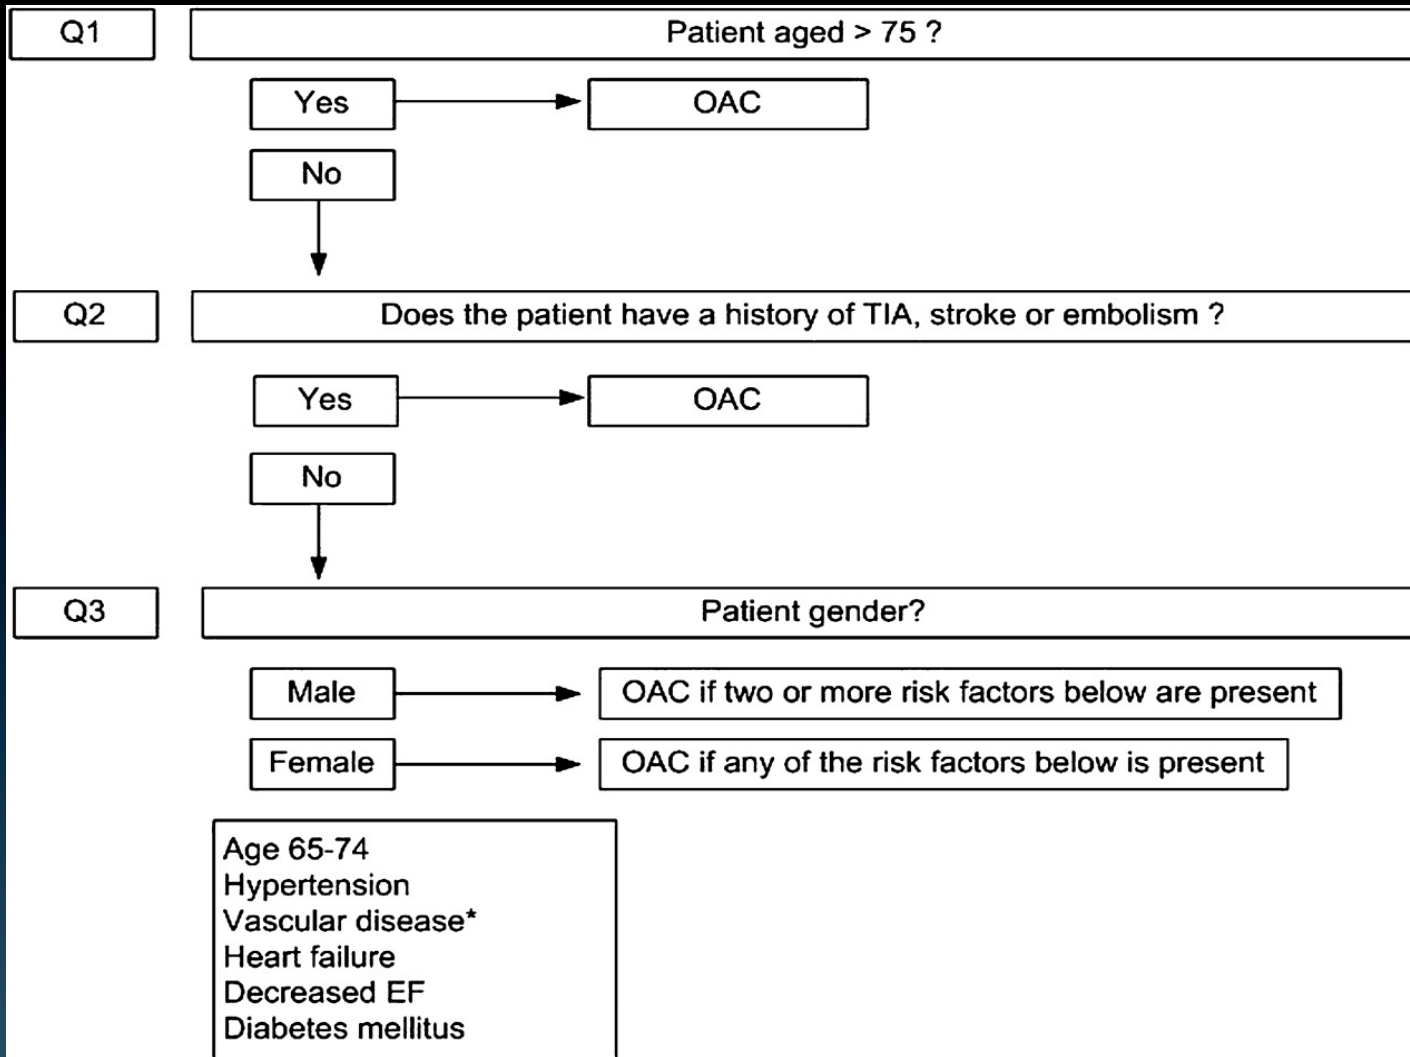 Q1
Patient aged > 75 ?
Yes
OAC
No
Q2
Does the patient have a history of TIA, stroke or embolism ?
Yes
OAC
No
Q3
Patient gender?
Male
OAC if two or more risk factors below are present
Female
OAC if any of the risk factors below is present
Age 65-74
Hypertension
Vascular disease*
Heart failure
Decreased EF
Diabetes mellitus